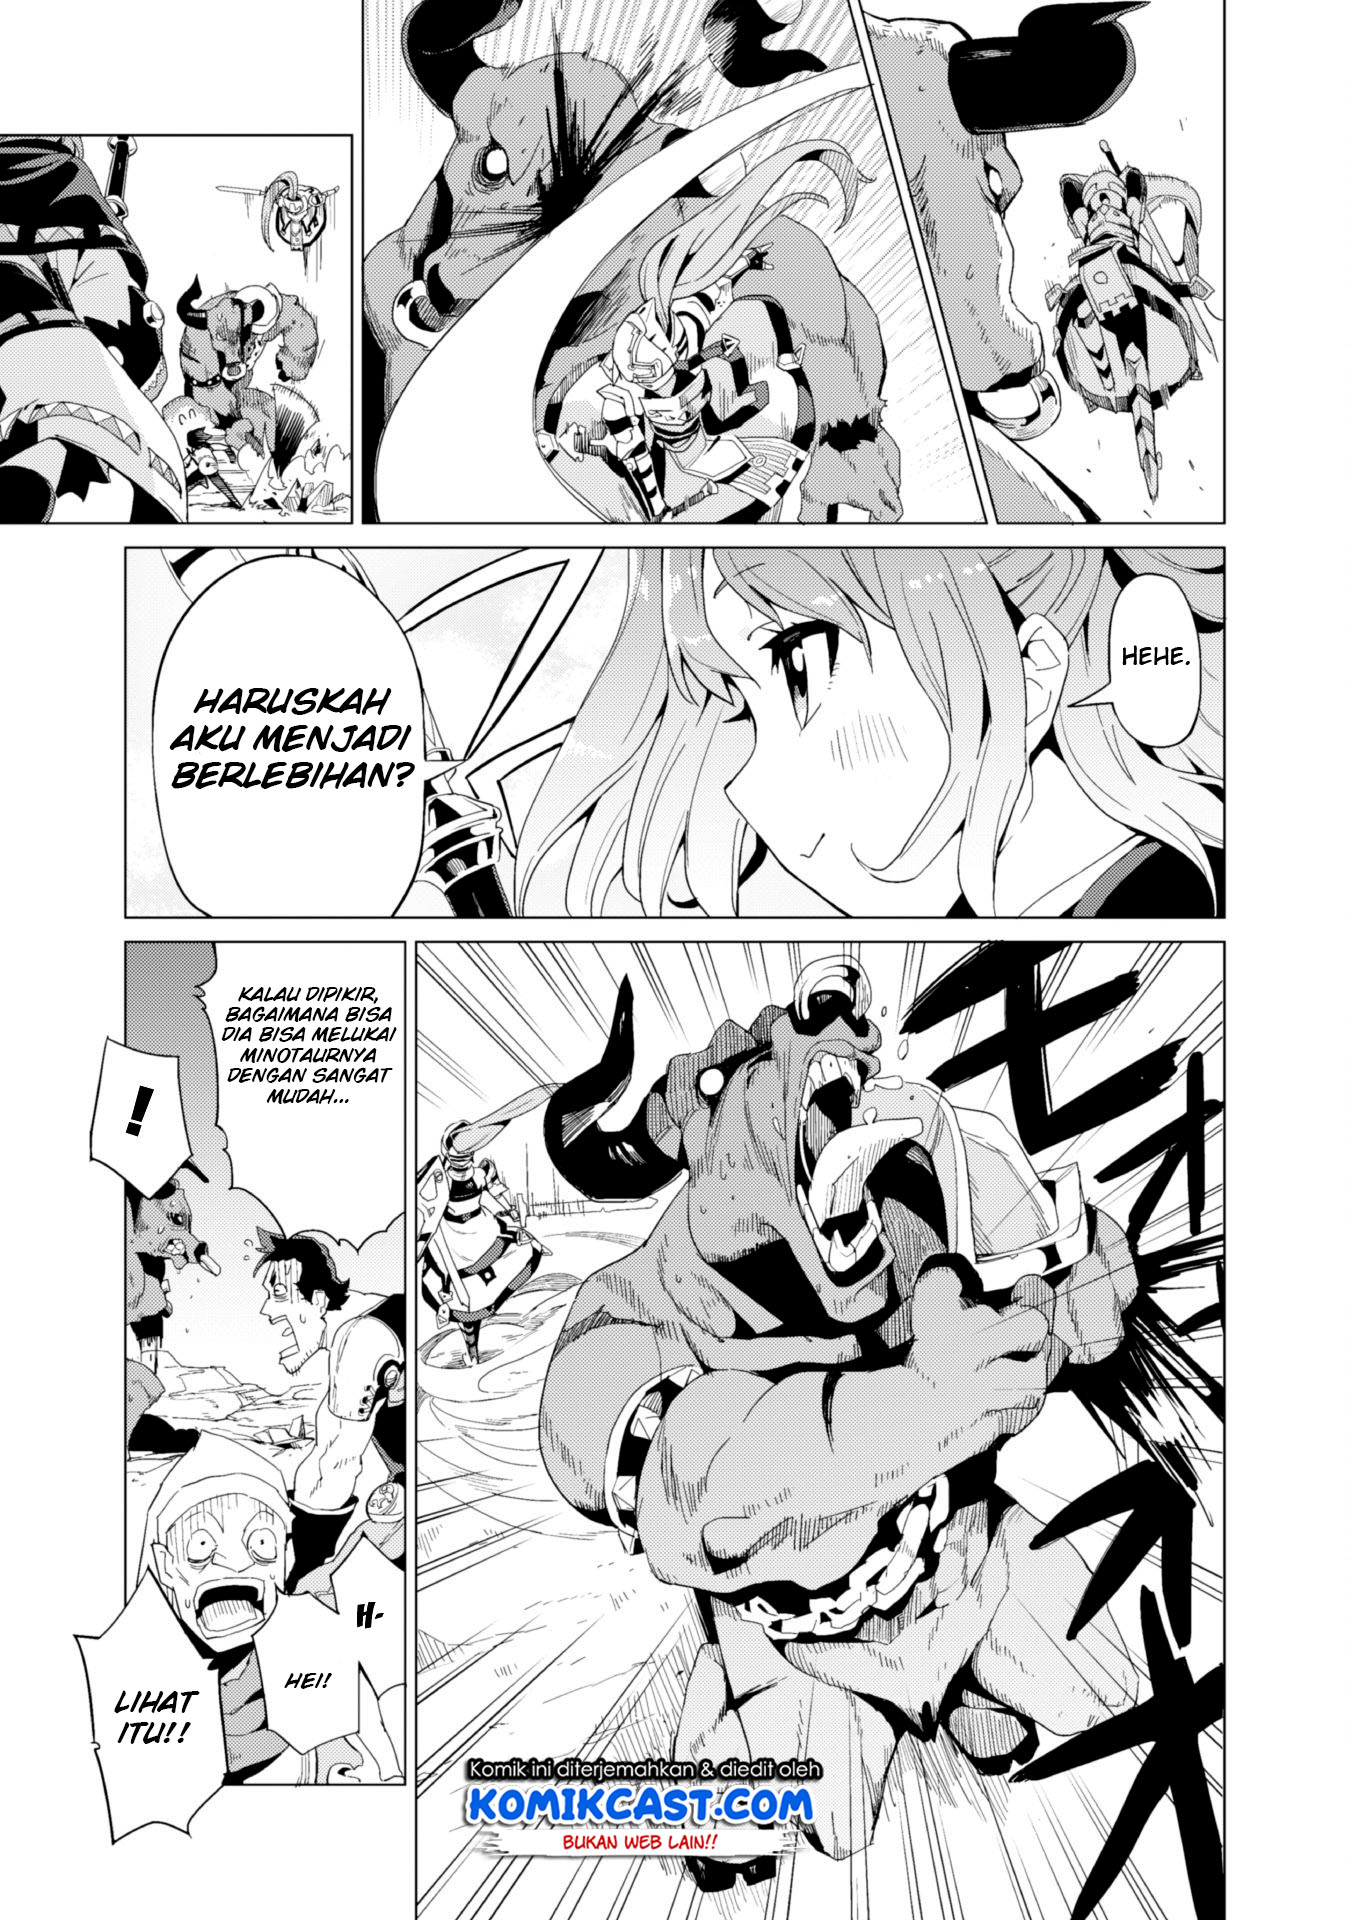 HEHE.
HARUSKAH
AKU MENJADI
BERLEBIHAN?
KALAU DIPIKIR,
BAGAIMANA BISA
DIA BISA MELUKAI
MINOTAURNYA
DENGAN SANGAT
MUDAH...
!
H-
HEI!
LIHAT
ITU!!
Komik ini diterjemahkan & diedit oleh
KOMIKCAST.COM
BUKAN WEB LAIN!!